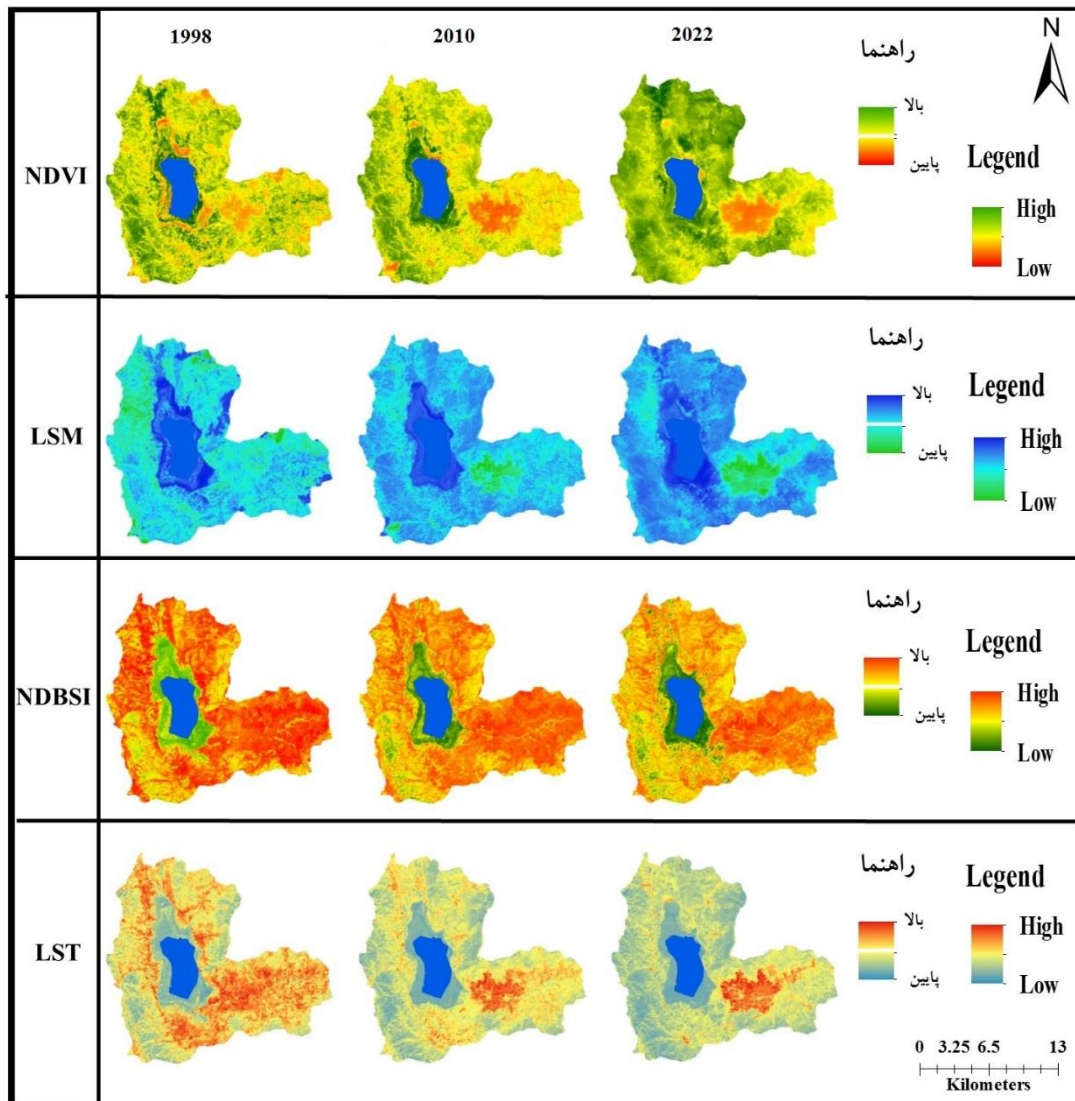 1998 2010 2022
N
NDVI
راهنما
بالا
پایین
Legend
High
Low
LSM
راهنما
بالا
پایین
Legend
High
Low
NDBSI
راهنما
بالا
پایین
Legend
High
Low
LST
راهنما
بالا
پایین
Legend
High
Low
0 3.25 6.5 13
Kilometers